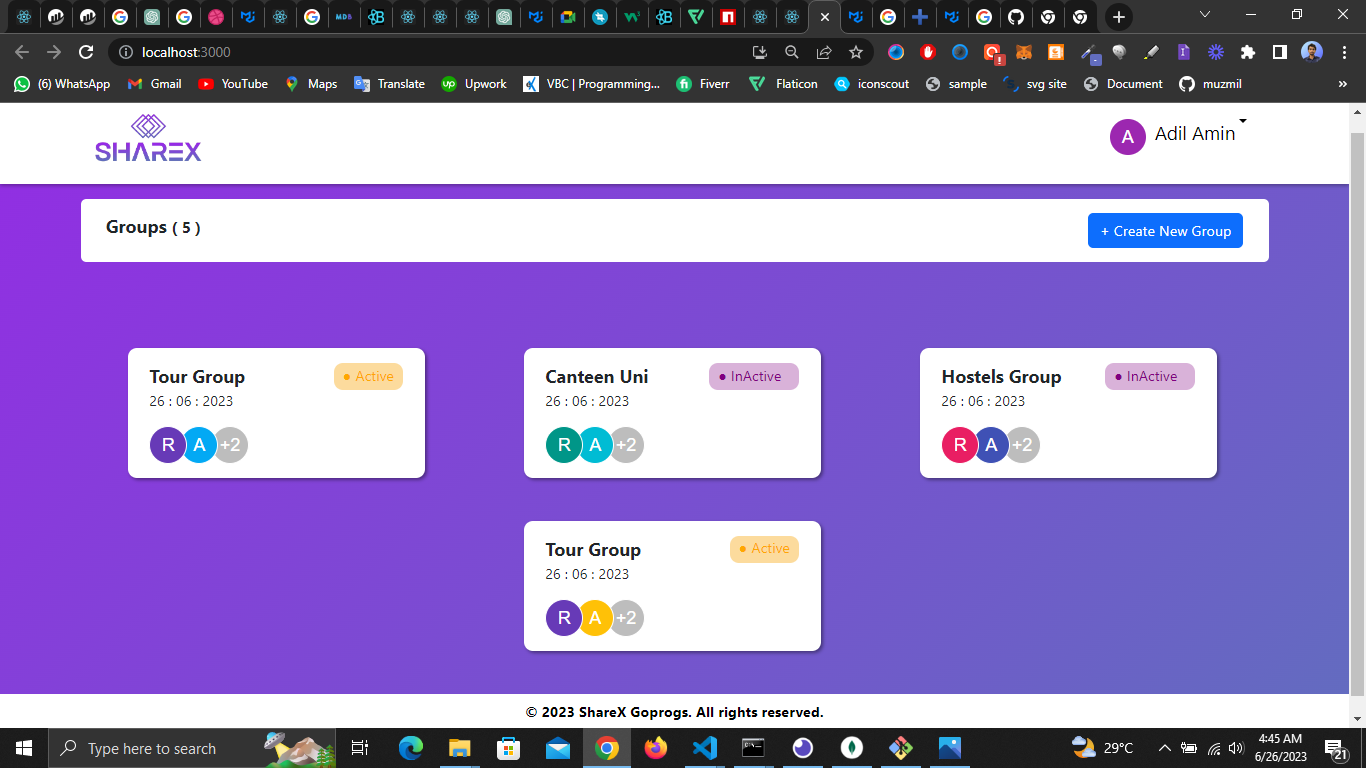 localhost:3000
(6) WhatsApp
Gmail
YouTube
Maps
Translate
Upwork
VBC | Programming...
Fiverr
Flaticon
iconscout
sample
svg site
Document
muzmil
»
SHAREX
A Adil Amin
Groups ( 5 )
+ Create New Group
Tour Group
• Active
26 : 06 : 2023
R A +2
Canteen Uni
• InActive
26 : 06 : 2023
R A +2
Hostels Group
• InActive
26 : 06 : 2023
R A +2
Tour Group
• Active
26 : 06 : 2023
R A +2
© 2023 ShareX Goprogs. All rights reserved.
Type here to search
29°C
4:45 AM
6/26/2023
21